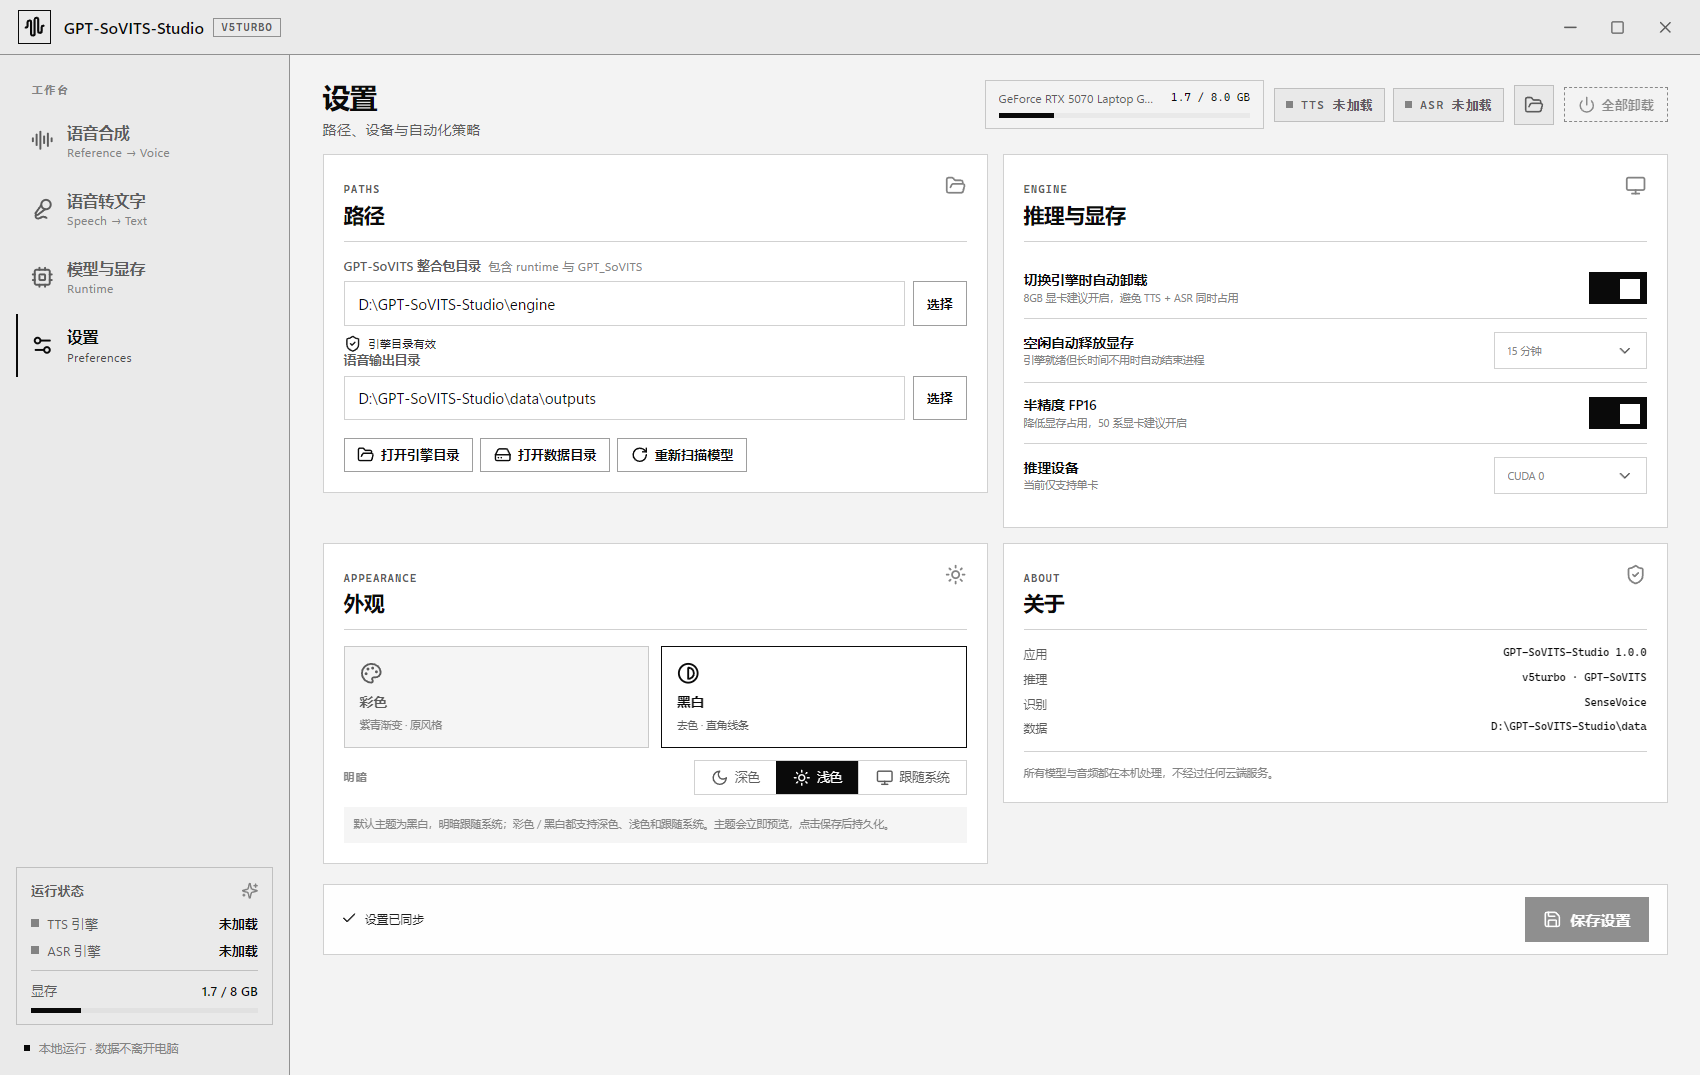 GPT-SoVITS-Studio V5TURBO
工作台
语音合成
Reference → Voice
语音转文字
Speech → Text
模型与显存
Runtime
设置
Preferences
运行状态
TTS 引擎 未加载
ASR 引擎 未加载
显存 1.7 / 8 GB
本地运行 · 数据不离开电脑
设置
路径、设备与自动化策略
GeForce RTX 5070 Laptop G... 1.7 / 8.0 GB
TTS 未加载
ASR 未加载
全部卸载
PATHS
路径
GPT-SoVITS 整合包目录 包含 runtime 与 GPT_SoVITS
D:\GPT-SoVITS-Studio\engine
选择
引擎目录有效
语音输出目录
D:\GPT-SoVITS-Studio\data\outputs
选择
打开引擎目录
打开数据目录
重新扫描模型
ENGINE
推理与显存
切换引擎时自动卸载
8GB 显卡建议开启，避免 TTS + ASR 同时占用
空闲自动释放显存
引擎就绪但长时间不用时自动结束进程
15 分钟
半精度 FP16
降低显存占用，50 系显卡建议开启
推理设备
当前仅支持单卡
CUDA 0
APPEARANCE
外观
彩色
紫青渐变 · 原风格
黑白
去色 · 直角线条
明暗
深色
浅色
跟随系统
默认主题为黑白，明暗跟随系统；彩色 / 黑白都支持深色、浅色和跟随系统。主题会立即预览，点击保存后持久化。
ABOUT
关于
应用 GPT-SoVITS-Studio 1.0.0
推理 v5turbo · GPT-SoVITS
识别 SenseVoice
数据 D:\GPT-SoVITS-Studio\data
所有模型与音频都在本机处理，不经过任何云端服务。
设置已同步
保存设置